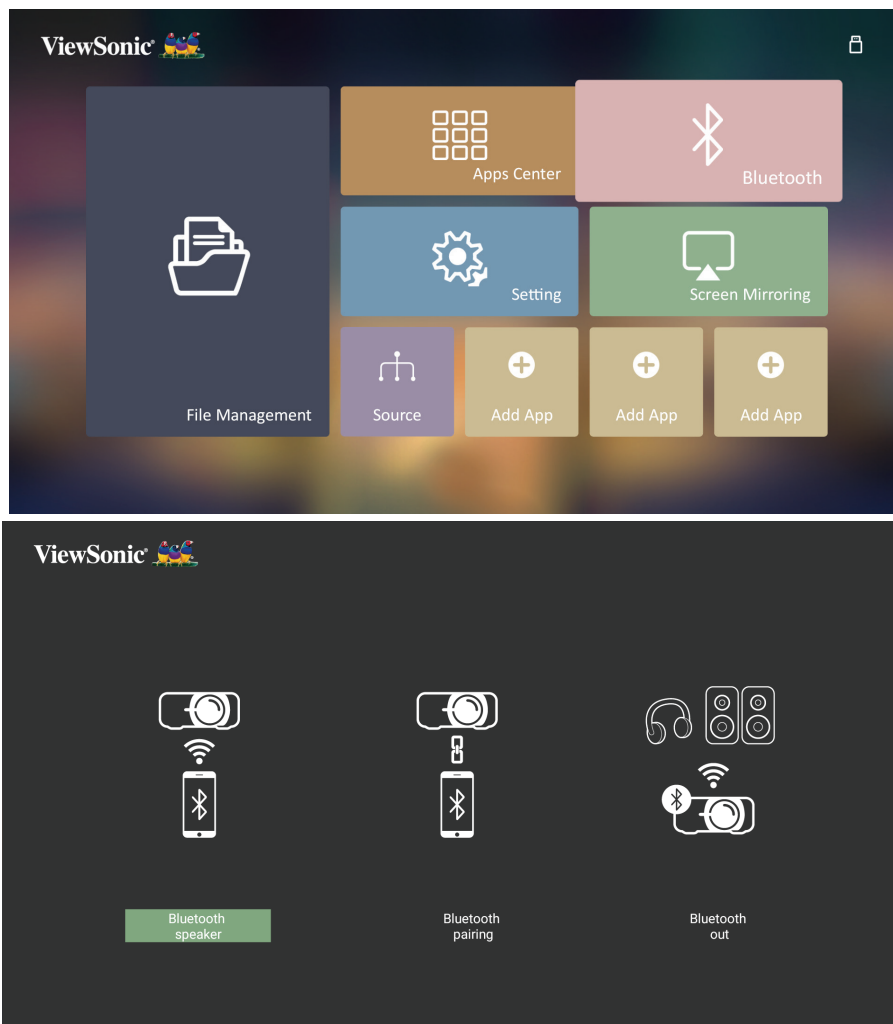 ViewSonic®
Apps Center
Bluetooth
Setting
Screen Mirroring
File Management
Source
Add App
Add App
Add App
ViewSonic®
Bluetooth
speaker
Bluetooth
pairing
Bluetooth
out